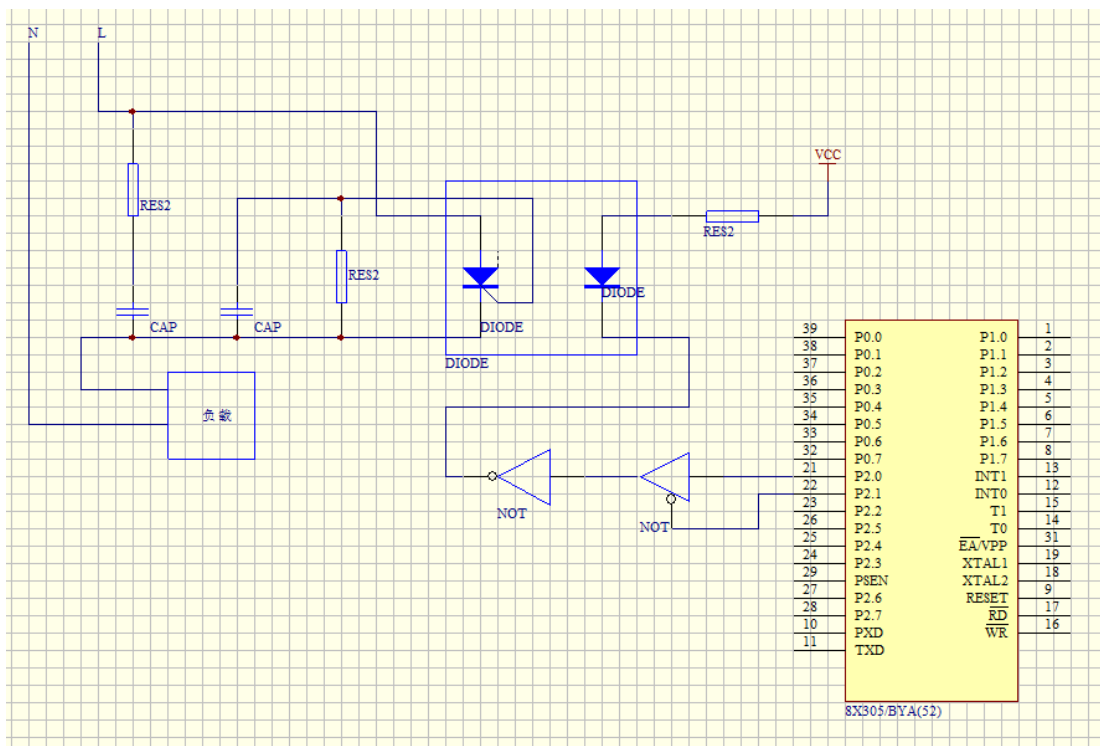 N
L
VCC
RES2
RES2
RES2
DIODE
CAP
CAP
DIODE
DIODE
负载
NOT
NOT
39 P0.0 P1.0 1
38 P0.1 P1.1 2
37 P0.2 P1.2 3
36 P0.3 P1.3 4
35 P0.4 P1.4 5
34 P0.5 P1.5 6
33 P0.6 P1.6 7
32 P0.7 P1.7 8
21 P2.0 INT1 13
22 P2.1 INT0 12
23 P2.2 T1 15
26 P2.5 T0 14
25 P2.4 EA/VPP 31
24 P2.3 XTAL1 19
29 PSEN XTAL2 18
27 P2.6 RESET 9
28 P2.7 RD 17
10 PXD WR 16
11 TXD
8X305/BYA(52)